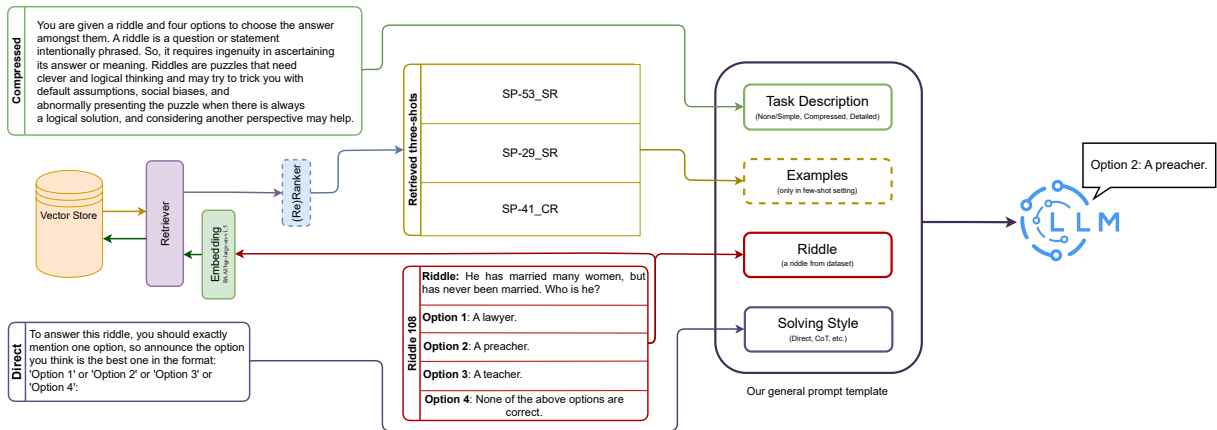 Compressed
You are given a riddle and four options to choose the answer
amongst them. A riddle is a question or statement
intentionally phrased. So, it requires ingenuity in ascertaining
its answer or meaning. Riddles are puzzles that need
clever and logical thinking and may try to trick you with
default assumptions, social biases, and
abnormally presenting the puzzle when there is always
a logical solution, and considering another perspective may help.
Vector Store
Retriever
Embedding
BAAI/bge-large-en-v1.5
(Re)Ranker
Retrieved three-shots
SP-53_SR
SP-29_SR
SP-41_CR
Direct
To answer this riddle, you should exactly
mention one option, so announce the option
you think is the best one in the format:
'Option 1' or 'Option 2' or 'Option 3' or
'Option 4':
Riddle 108
Riddle: He has married many women, but
has never been married. Who is he?
Option 1: A lawyer.
Option 2: A preacher.
Option 3: A teacher.
Option 4: None of the above options are
correct.
Task Description
(None/Simple, Compressed, Detailed)
Examples
(only in few-shot setting)
Riddle
(a riddle from dataset)
Solving Style
(Direct, CoT, etc.)
Our general prompt template
Option 2: A preacher.
LLM